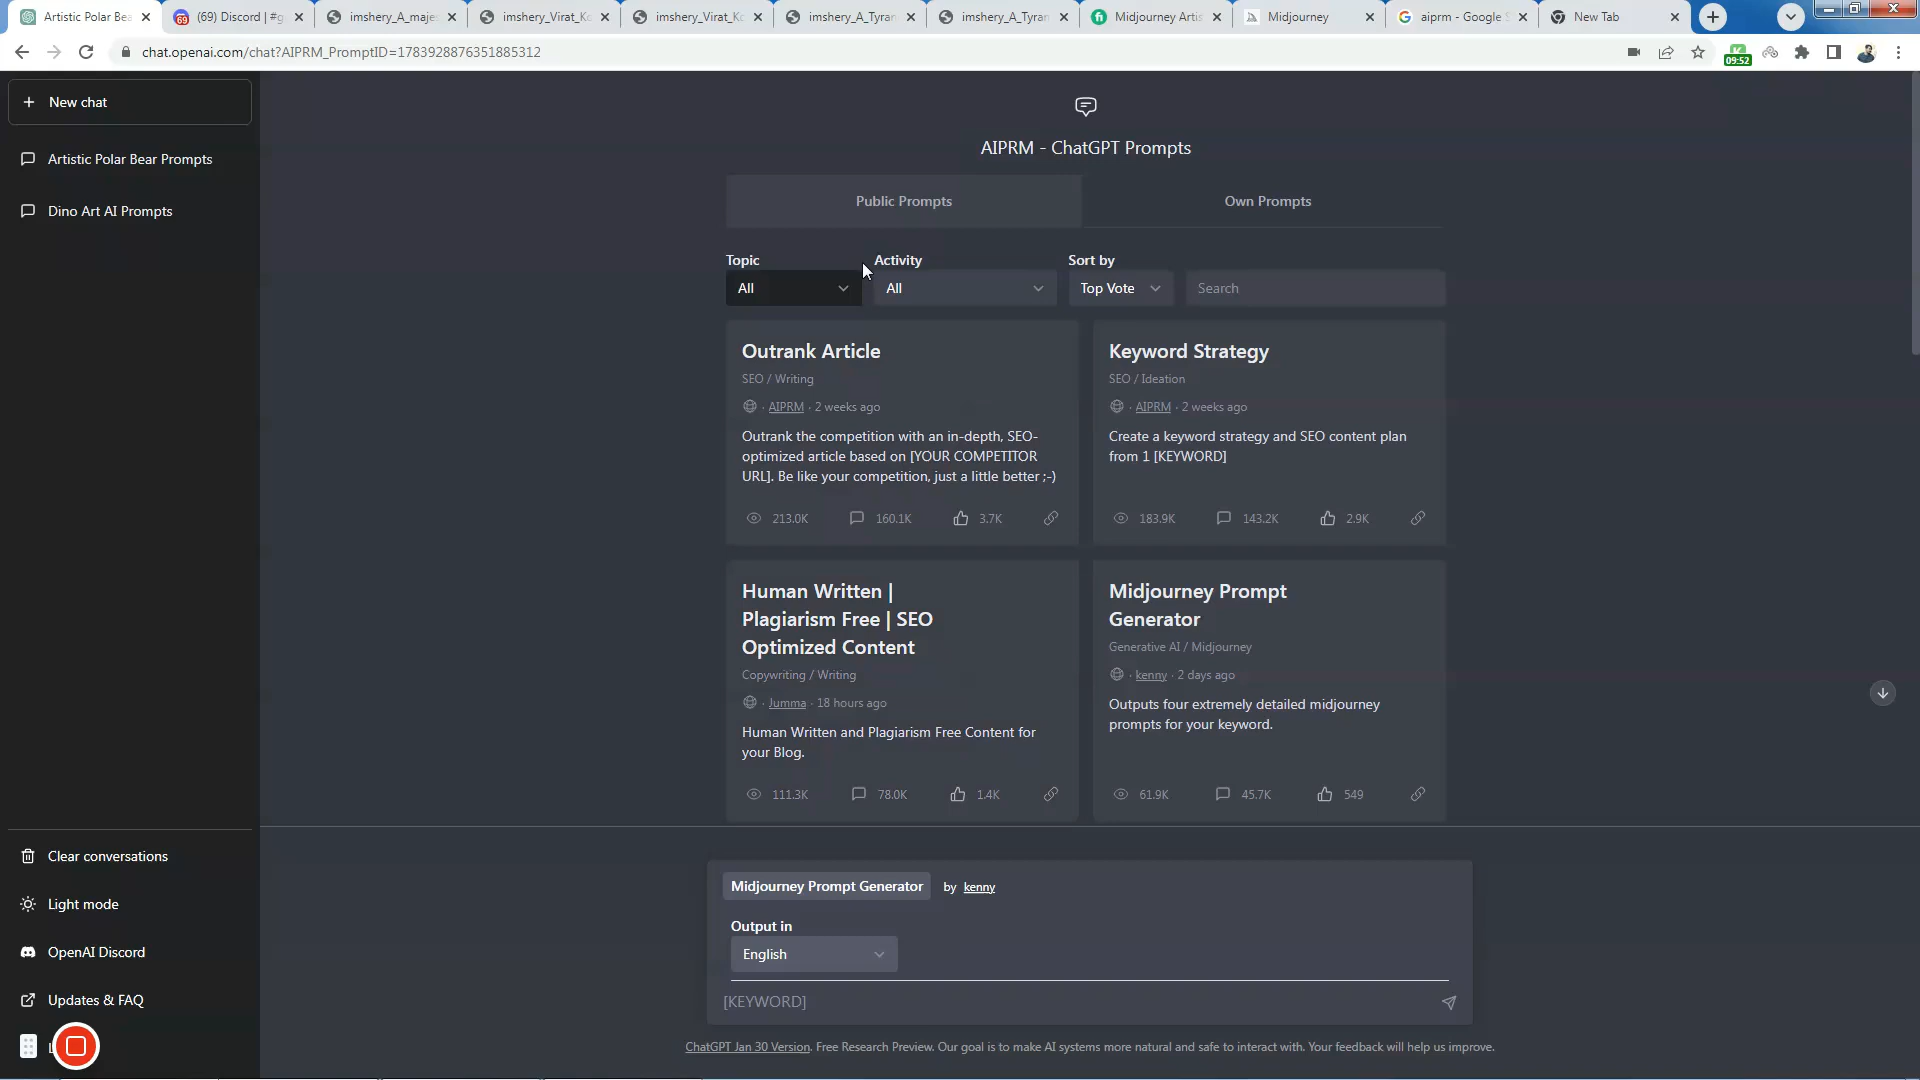 Artistic Polar Bea
(69) Discord | #g
imshery_A_majes
imshery_Virat_Ko
imshery_Virat_Ko
imshery_A_Tyran
imshery_A_Tyran
Midjourney Artis
Midjourney
aiprm - Google S
New Tab
chat.openai.com/chat?AIPRM_PromptID=1783928876351885312
09:52
New chat
Artistic Polar Bear Prompts
Dino Art AI Prompts
AIPRM - ChatGPT Prompts
Public Prompts
Own Prompts
Topic
Activity
Sort by
All
All
Top Vote
Search
Outrank Article
SEO / Writing
· AIPRM · 2 weeks ago
Outrank the competition with an in-depth, SEO-
optimized article based on [YOUR COMPETITOR
URL]. Be like your competition, just a little better ;-)
213.0K 160.1K 3.7K
Keyword Strategy
SEO / Ideation
· AIPRM · 2 weeks ago
Create a keyword strategy and SEO content plan
from 1 [KEYWORD]
183.9K 143.2K 2.9K
Human Written |
Plagiarism Free | SEO
Optimized Content
Copywriting / Writing
· Jumma · 18 hours ago
Human Written and Plagiarism Free Content for
your Blog.
111.3K 78.0K 1.4K
Midjourney Prompt
Generator
Generative AI / Midjourney
· kenny · 2 days ago
Outputs four extremely detailed midjourney
prompts for your keyword.
61.9K 45.7K 549
Clear conversations
Light mode
OpenAI Discord
Updates & FAQ
Midjourney Prompt Generator by kenny
Output in
English
[KEYWORD]
ChatGPT Jan 30 Version. Free Research Preview. Our goal is to make AI systems more natural and safe to interact with. Your feedback will help us improve.